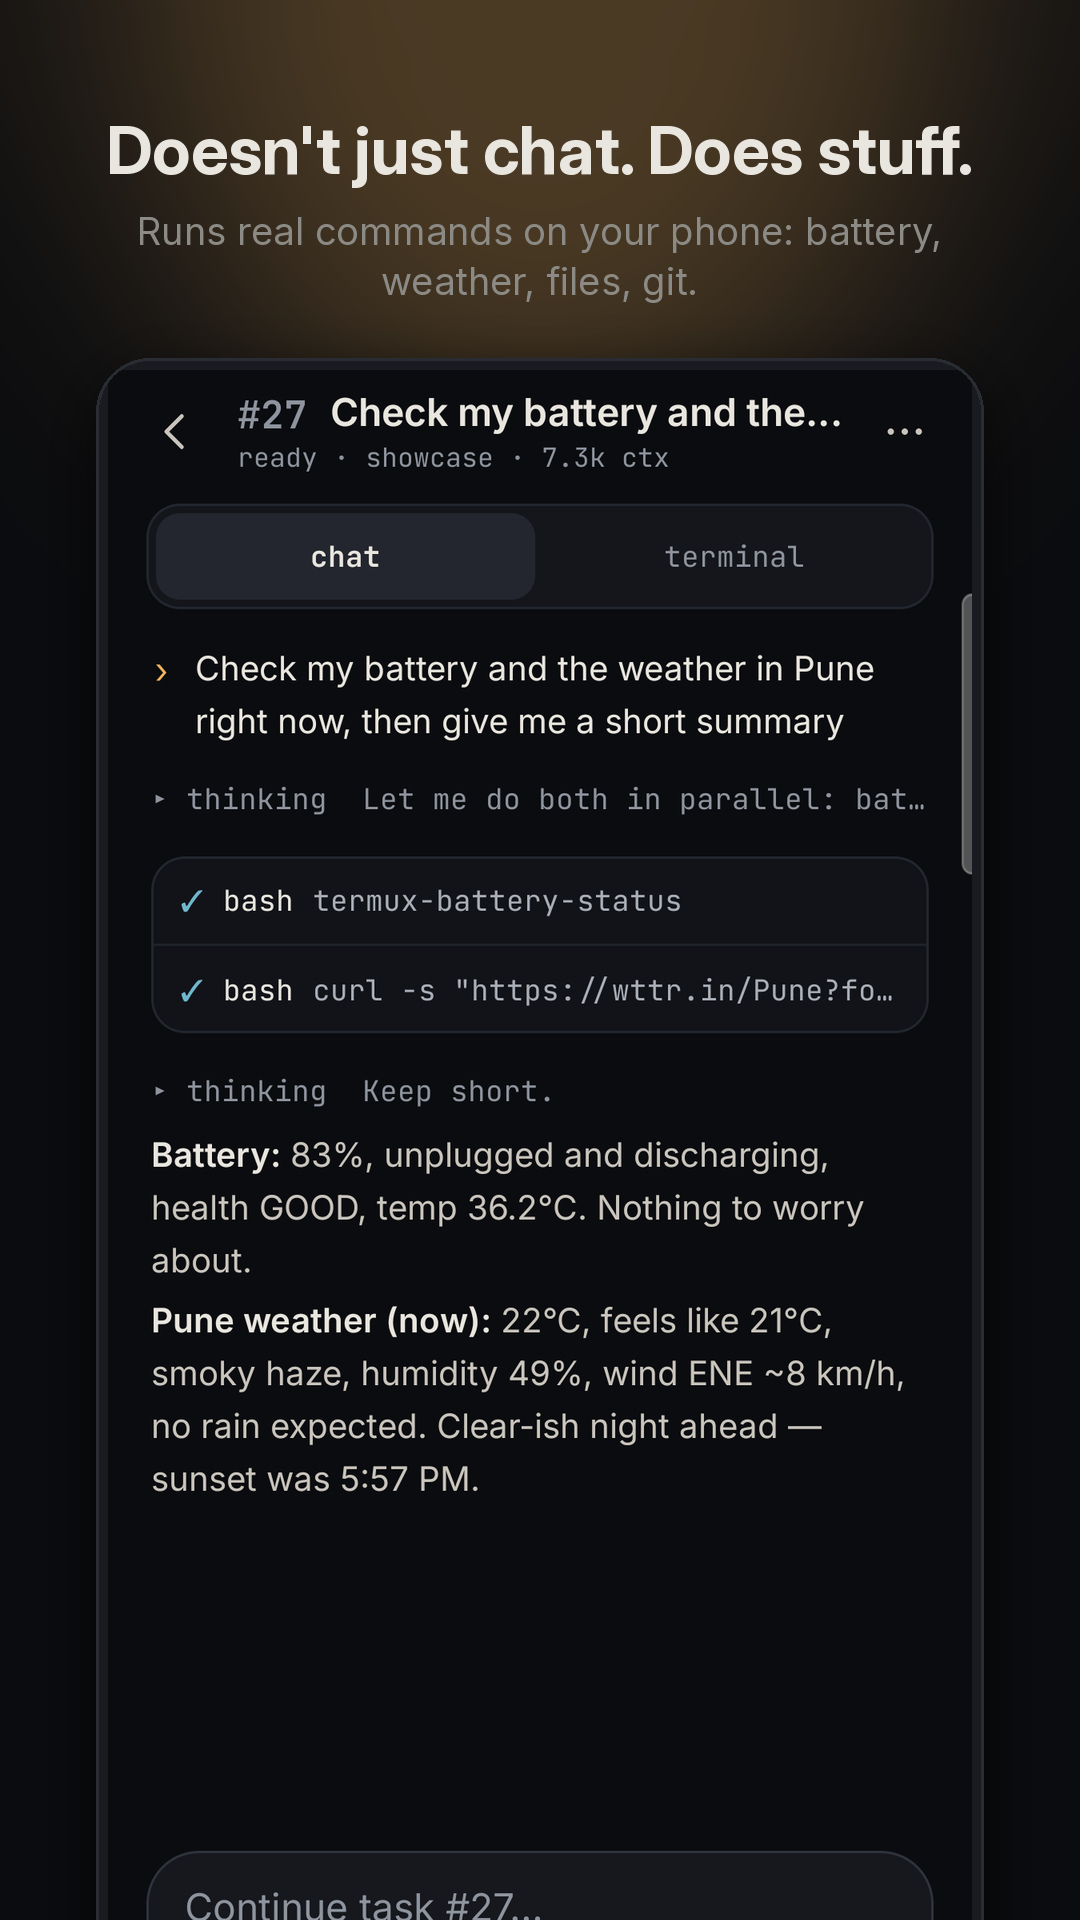 Doesn't just chat. Does stuff.
Runs real commands on your phone: battery,
weather, files, git.
#27 Check my battery and the...
ready · showcase · 7.3k ctx
chat
terminal
› Check my battery and the weather in Pune
right now, then give me a short summary
▸ thinking Let me do both in parallel: bat…
✓ bash termux-battery-status
✓ bash curl -s "https://wttr.in/Pune?fo…
▸ thinking Keep short.
Battery: 83%, unplugged and discharging,
health GOOD, temp 36.2°C. Nothing to worry
about.
Pune weather (now): 22°C, feels like 21°C,
smoky haze, humidity 49%, wind ENE ~8 km/h,
no rain expected. Clear-ish night ahead —
sunset was 5:57 PM.
Continue task #27...